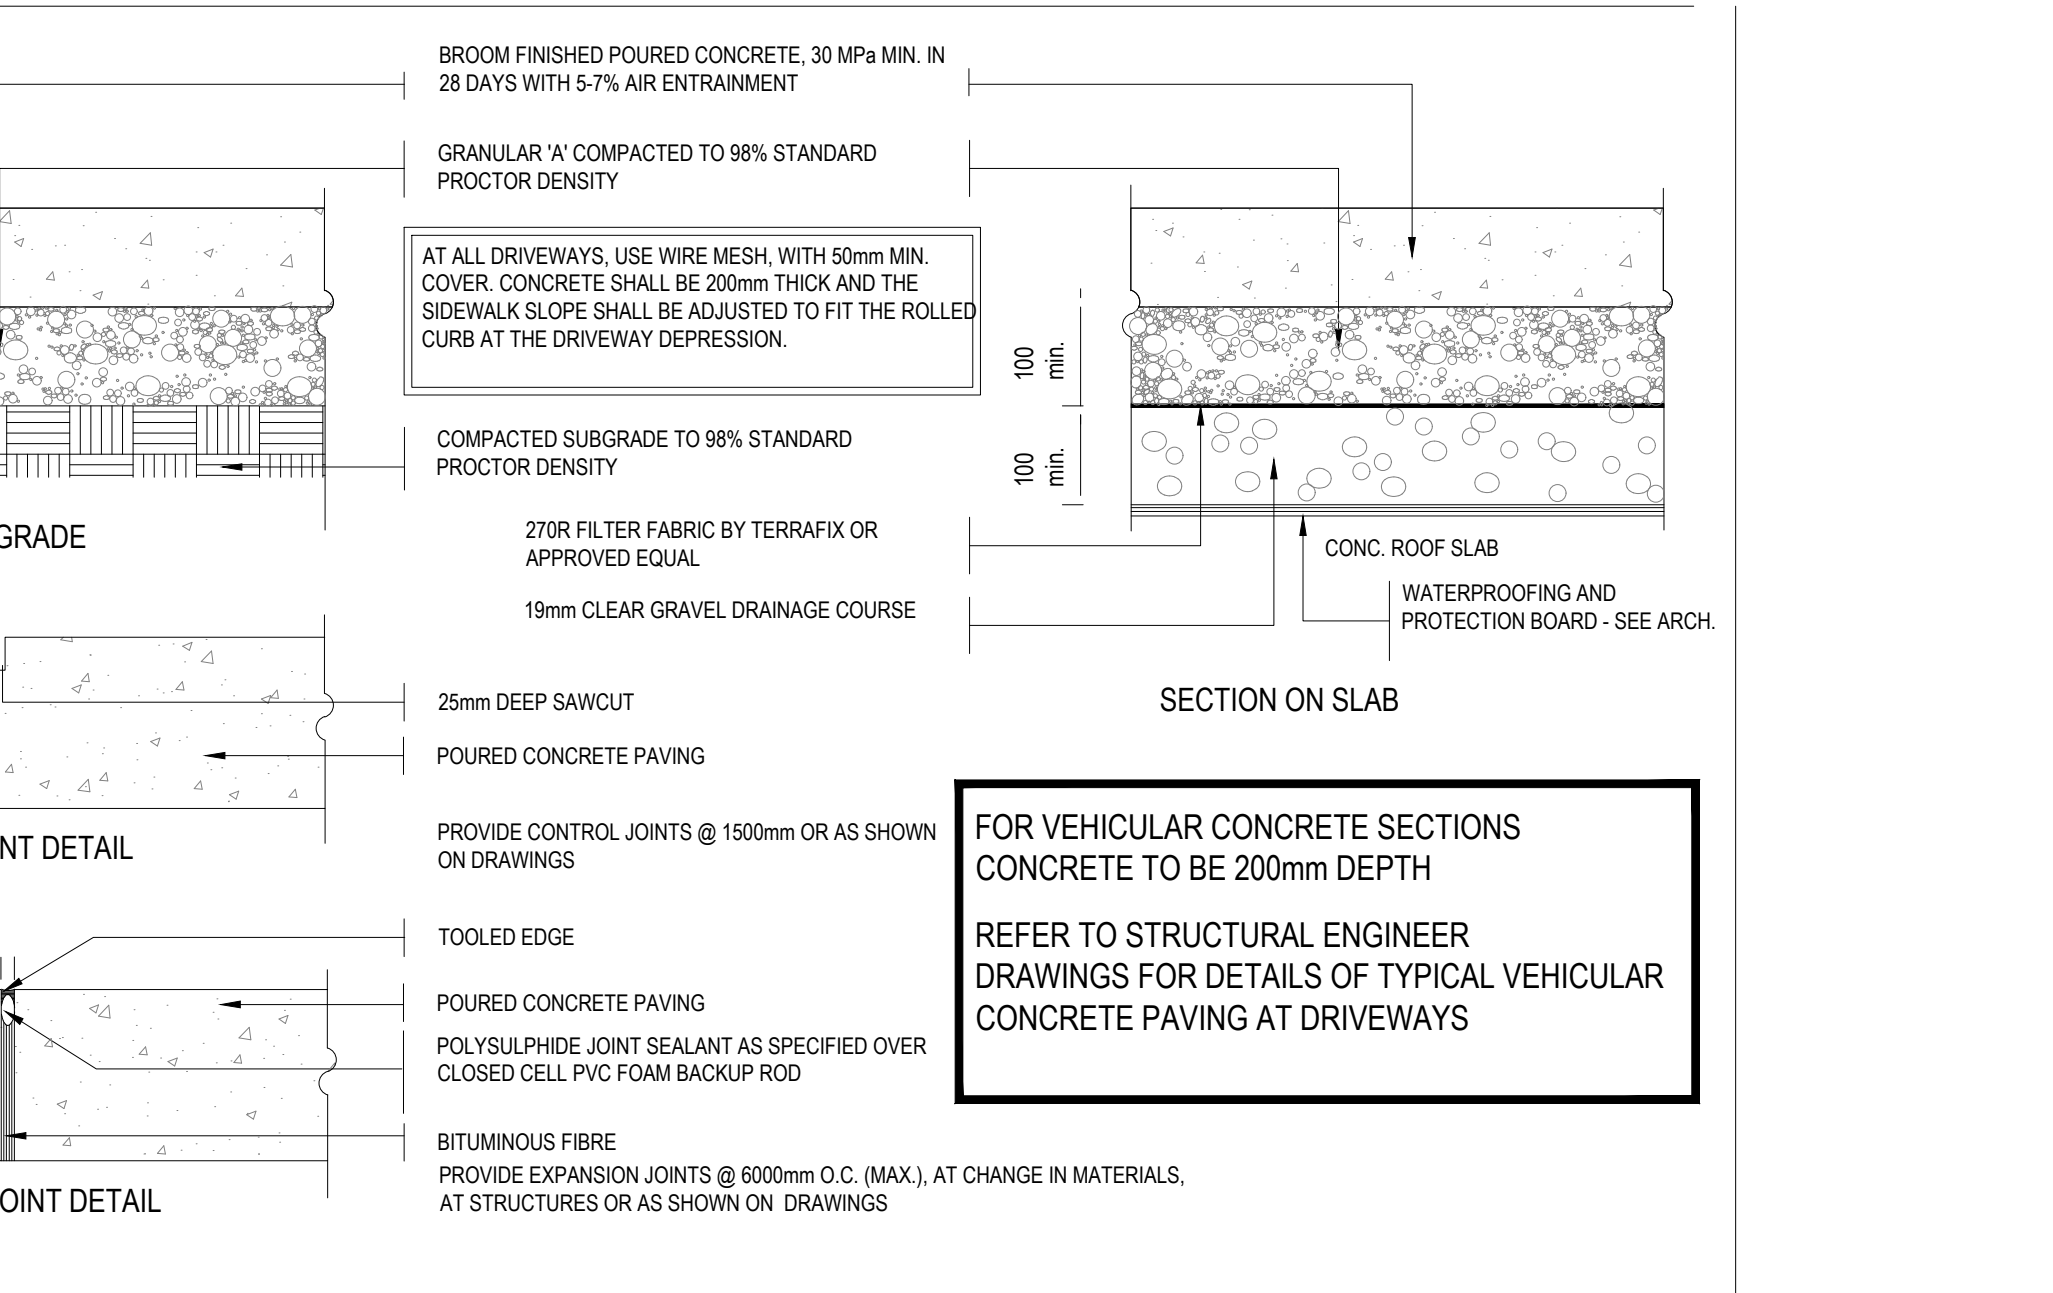 BROOM FINISHED POURED CONCRETE, 30 MPa MIN. IN
28 DAYS WITH 5-7% AIR ENTRAINMENT
GRANULAR 'A' COMPACTED TO 98% STANDARD
PROCTOR DENSITY
AT ALL DRIVEWAYS, USE WIRE MESH, WITH 50mm MIN.
COVER. CONCRETE SHALL BE 200mm THICK AND THE
SIDEWALK SLOPE SHALL BE ADJUSTED TO FIT THE ROLLED
CURB AT THE DRIVEWAY DEPRESSION.
COMPACTED SUBGRADE TO 98% STANDARD
PROCTOR DENSITY
GRADE
270R FILTER FABRIC BY TERRAFIX OR
APPROVED EQUAL
19mm CLEAR GRAVEL DRAINAGE COURSE
100
min.
100
min.
CONC. ROOF SLAB
WATERPROOFING AND
PROTECTION BOARD - SEE ARCH.
SECTION ON SLAB
25mm DEEP SAWCUT
POURED CONCRETE PAVING
PROVIDE CONTROL JOINTS @ 1500mm OR AS SHOWN
ON DRAWINGS
NT DETAIL
FOR VEHICULAR CONCRETE SECTIONS
CONCRETE TO BE 200mm DEPTH
REFER TO STRUCTURAL ENGINEER
DRAWINGS FOR DETAILS OF TYPICAL VEHICULAR
CONCRETE PAVING AT DRIVEWAYS
TOOLED EDGE
POURED CONCRETE PAVING
POLYSULPHIDE JOINT SEALANT AS SPECIFIED OVER
CLOSED CELL PVC FOAM BACKUP ROD
BITUMINOUS FIBRE
PROVIDE EXPANSION JOINTS @ 6000mm O.C. (MAX.), AT CHANGE IN MATERIALS,
AT STRUCTURES OR AS SHOWN ON DRAWINGS
OINT DETAIL